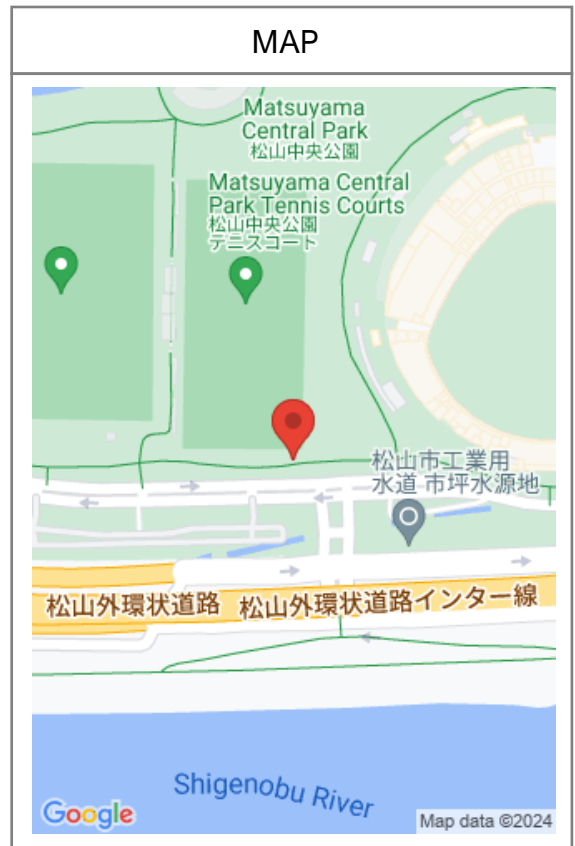 MAP
Matsuyama
Central Park
松山中央公園
Matsuyama Central
Park Tennis Courts
松山中央公園
テニスコート
松山市工業用
水道 市坪水源地
松山外環状道路
松山外環状道路インター線
Shigenobu River
Google
Map data ©2024